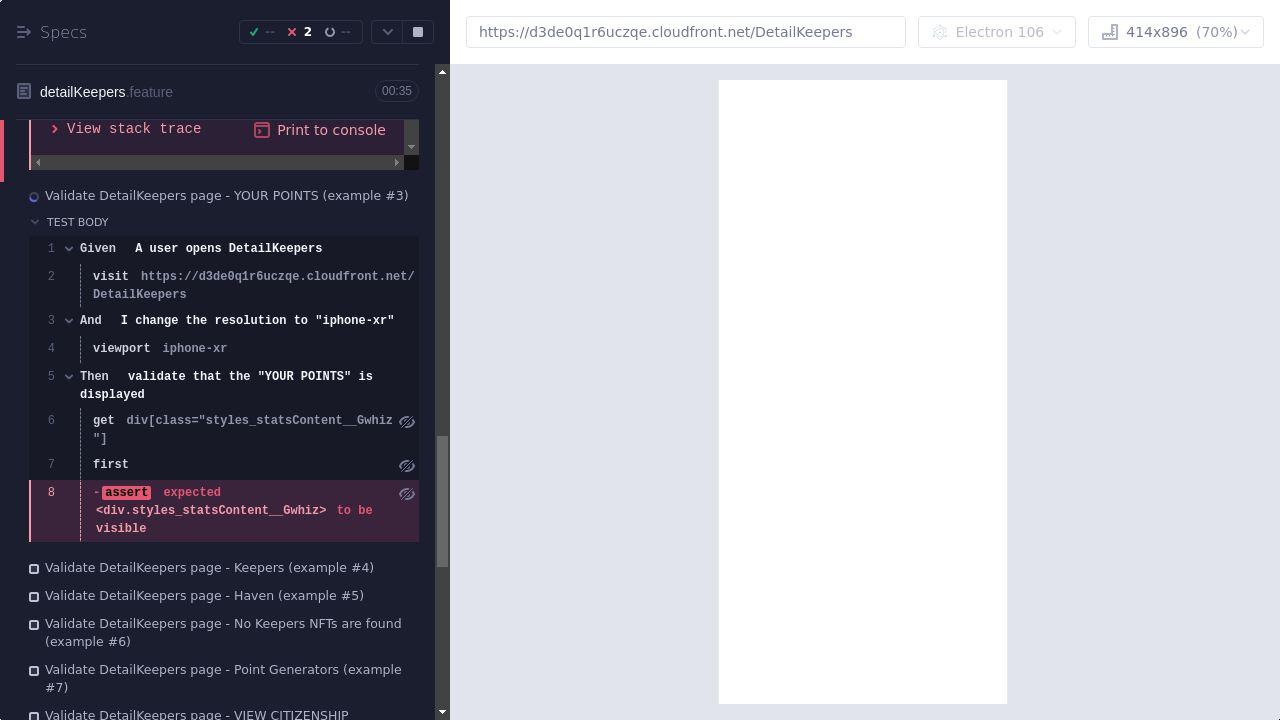 Specs
-- 2 --
https://d3de0q1r6uczqe.cloudfront.net/DetailKeepers
Electron 106
414x896 (70%)
detailKeepers.feature
00:35
View stack trace
Print to console
Validate DetailKeepers page - YOUR POINTS (example #3)
TEST BODY
1 Given A user opens DetailKeepers
2 visit https://d3de0q1r6uczqe.cloudfront.net/
DetailKeepers
3 And I change the resolution to "iphone-xr"
4 viewport iphone-xr
5 Then validate that the "YOUR POINTS" is
displayed
6 get div[class="styles_statsContent__Gwhiz
"]
7 first
8 -assert expected
<div.styles_statsContent__Gwhiz> to be
visible
Validate DetailKeepers page - Keepers (example #4)
Validate DetailKeepers page - Haven (example #5)
Validate DetailKeepers page - No Keepers NFTs are found
(example #6)
Validate DetailKeepers page - Point Generators (example
#7)
Validate DetailKeepers page - VIEW CITIZENSHIP